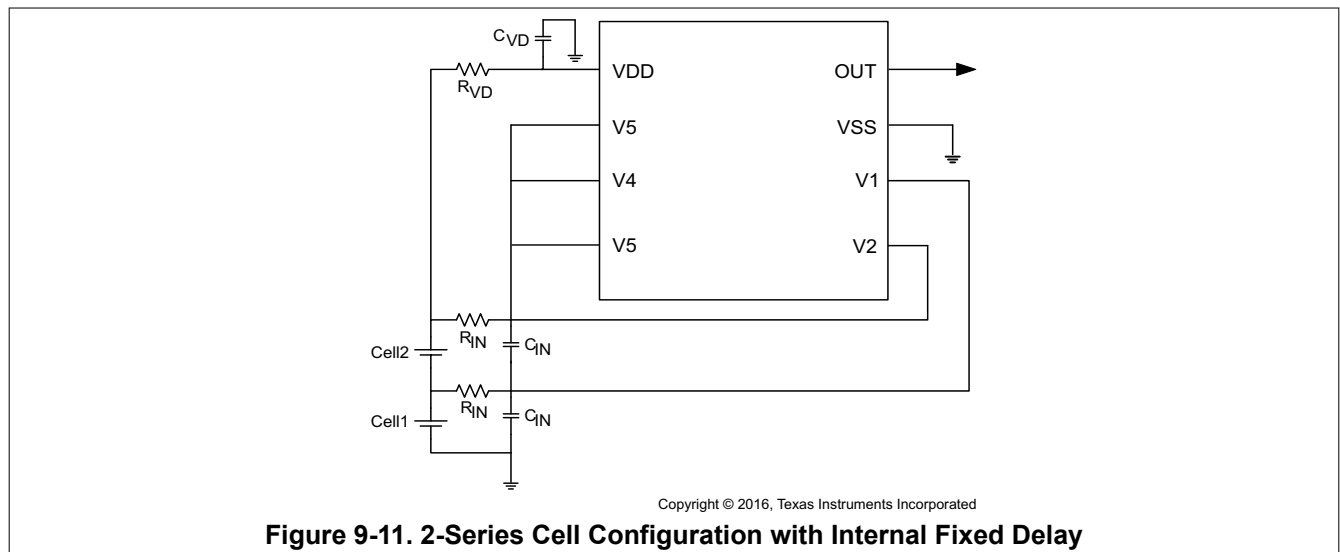 CVD
RVD
VDD
OUT
V5
VSS
V4
V1
V5
V2
RIN
Cell2
CIN
RIN
Cell1
CIN
Copyright © 2016, Texas Instruments Incorporated
Figure 9-11. 2-Series Cell Configuration with Internal Fixed Delay